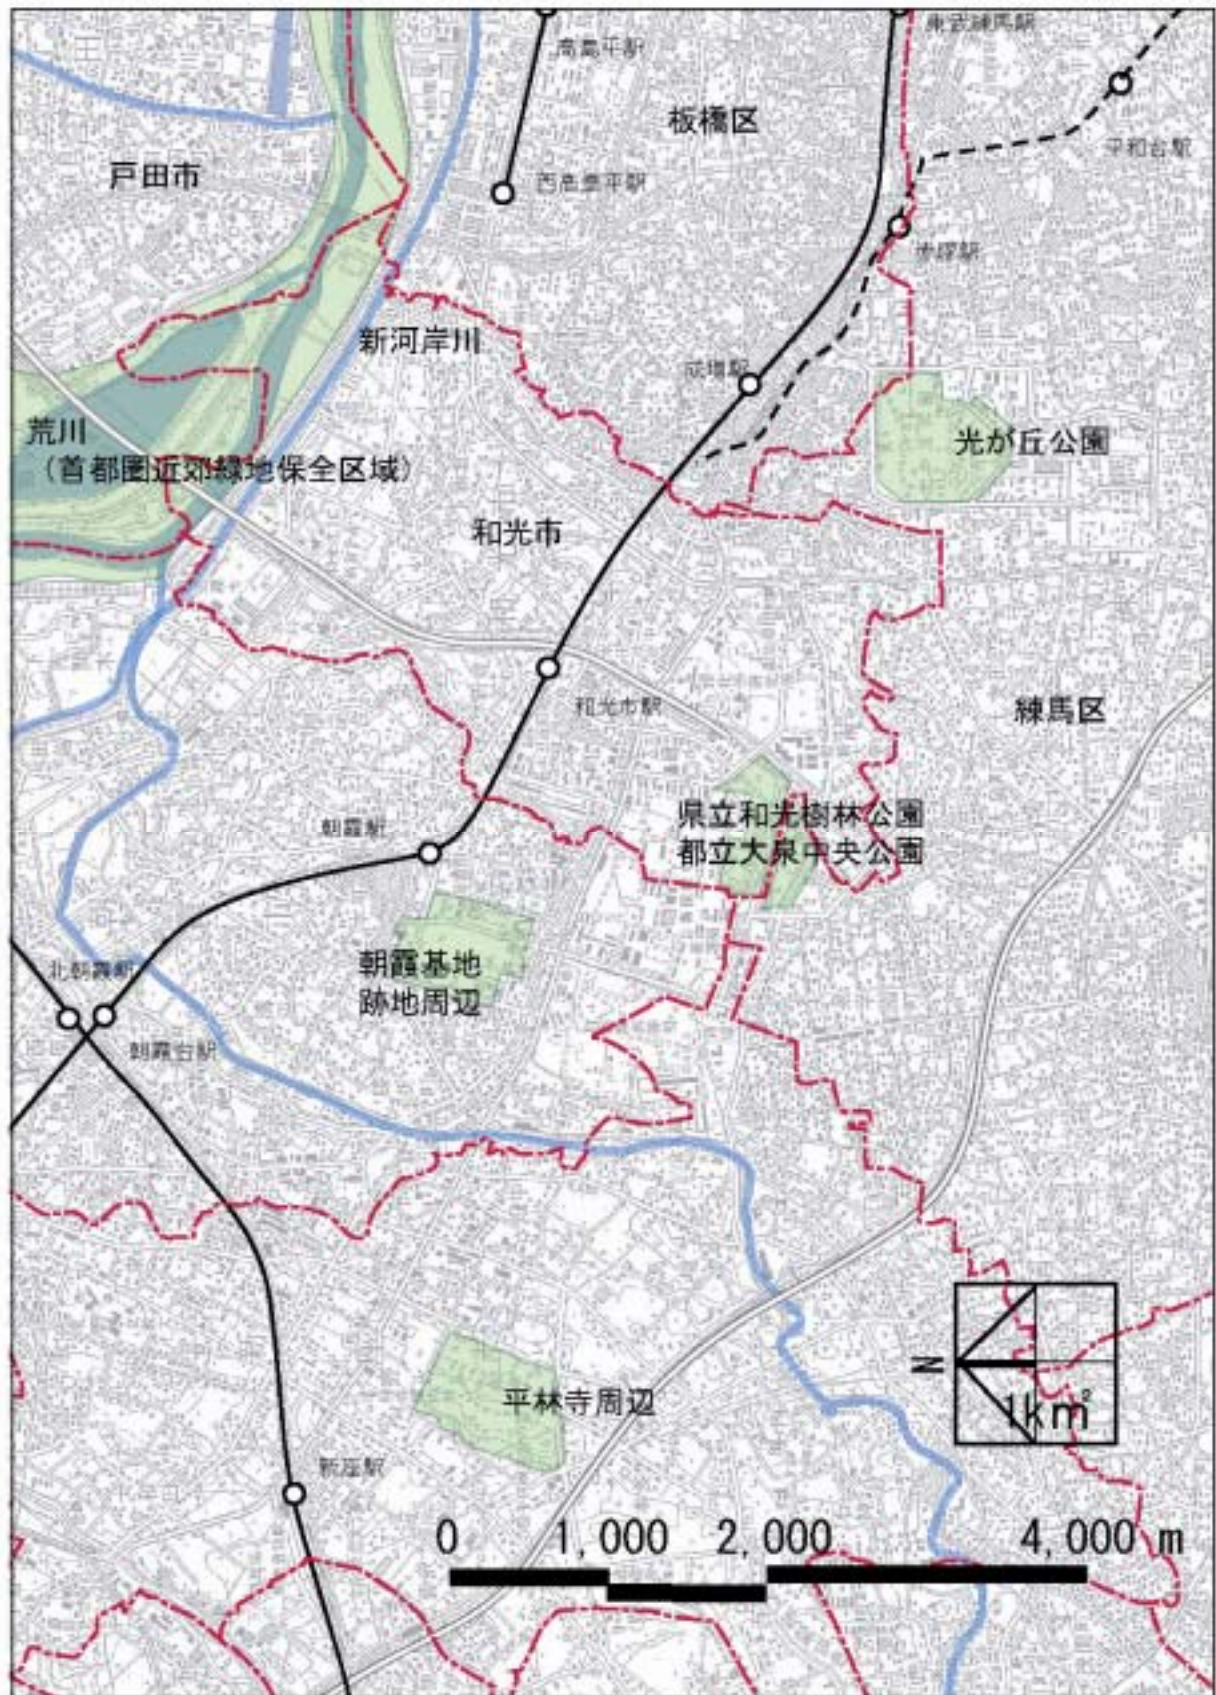 東武練馬駅
高島平駅
板橋区
平和台駅
戸田市
西高島平駅
赤塚駅
新河岸川
成増駅
荒川
（首都圏近郊緑地保全区域）
光が丘公園
和光市
和光市駅
練馬区
県立和光樹林公園
都立大泉中央公園
朝霞駅
朝霞基地
跡地周辺
北朝霞駅
朝霞台駅
N
1k㎡
平林寺周辺
新座駅
0 1,000 2,000 4,000 m